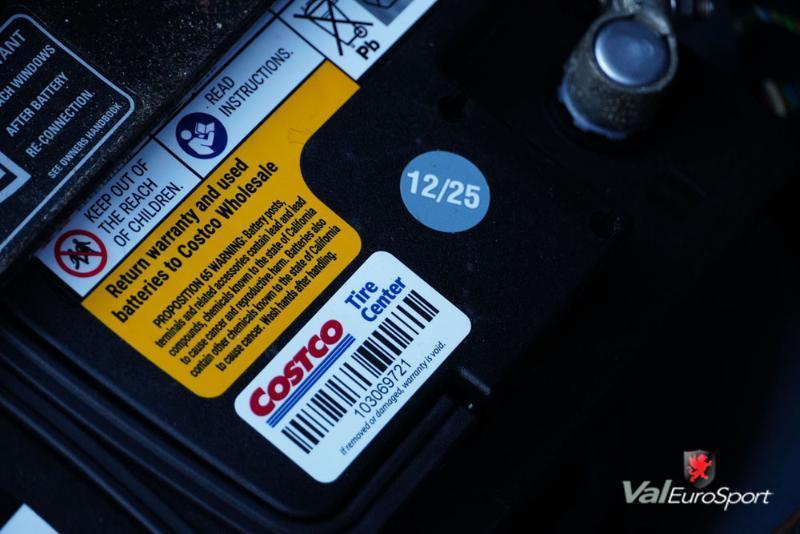 ANT
ACH WINDOWS
AFTER BATTERY
RE-CONNECTION.
SEE OWNERS HANDBOOK
KEEP OUT OF
THE REACH
OF CHILDREN.
READ
INSTRUCTIONS.
Pb
Return warranty and used
batteries to Costco Wholesale
PROPOSITION 65 WARNING: Battery posts,
terminals and related accessories contain lead and lead
compounds, chemicals known to the state of California
to cause cancer and reproductive harm. Batteries also
contain other chemicals known to the state of California
to cause cancer. Wash hands after handling.
12/25
COSTCO
Tire
Center
103069721
If removed or damaged, warranty is void.
ValEuroSport